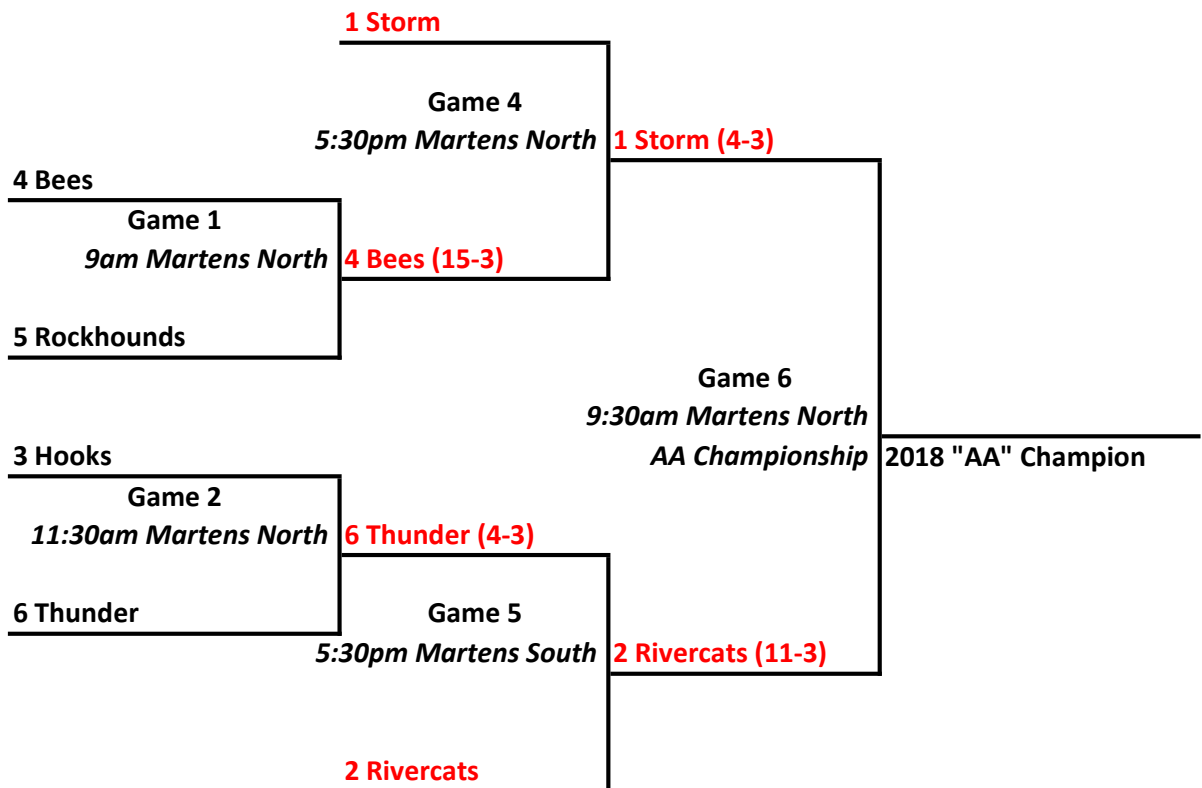 1 Storm
Game 4
5:30pm Martens North
1 Storm (4-3)
4 Bees
Game 1
9am Martens North
4 Bees (15-3)
5 Rockhounds
Game 6
9:30am Martens North
AA Championship
2018 "AA" Champion
3 Hooks
Game 2
11:30am Martens North
6 Thunder (4-3)
6 Thunder
Game 5
5:30pm Martens South
2 Rivercats (11-3)
2 Rivercats